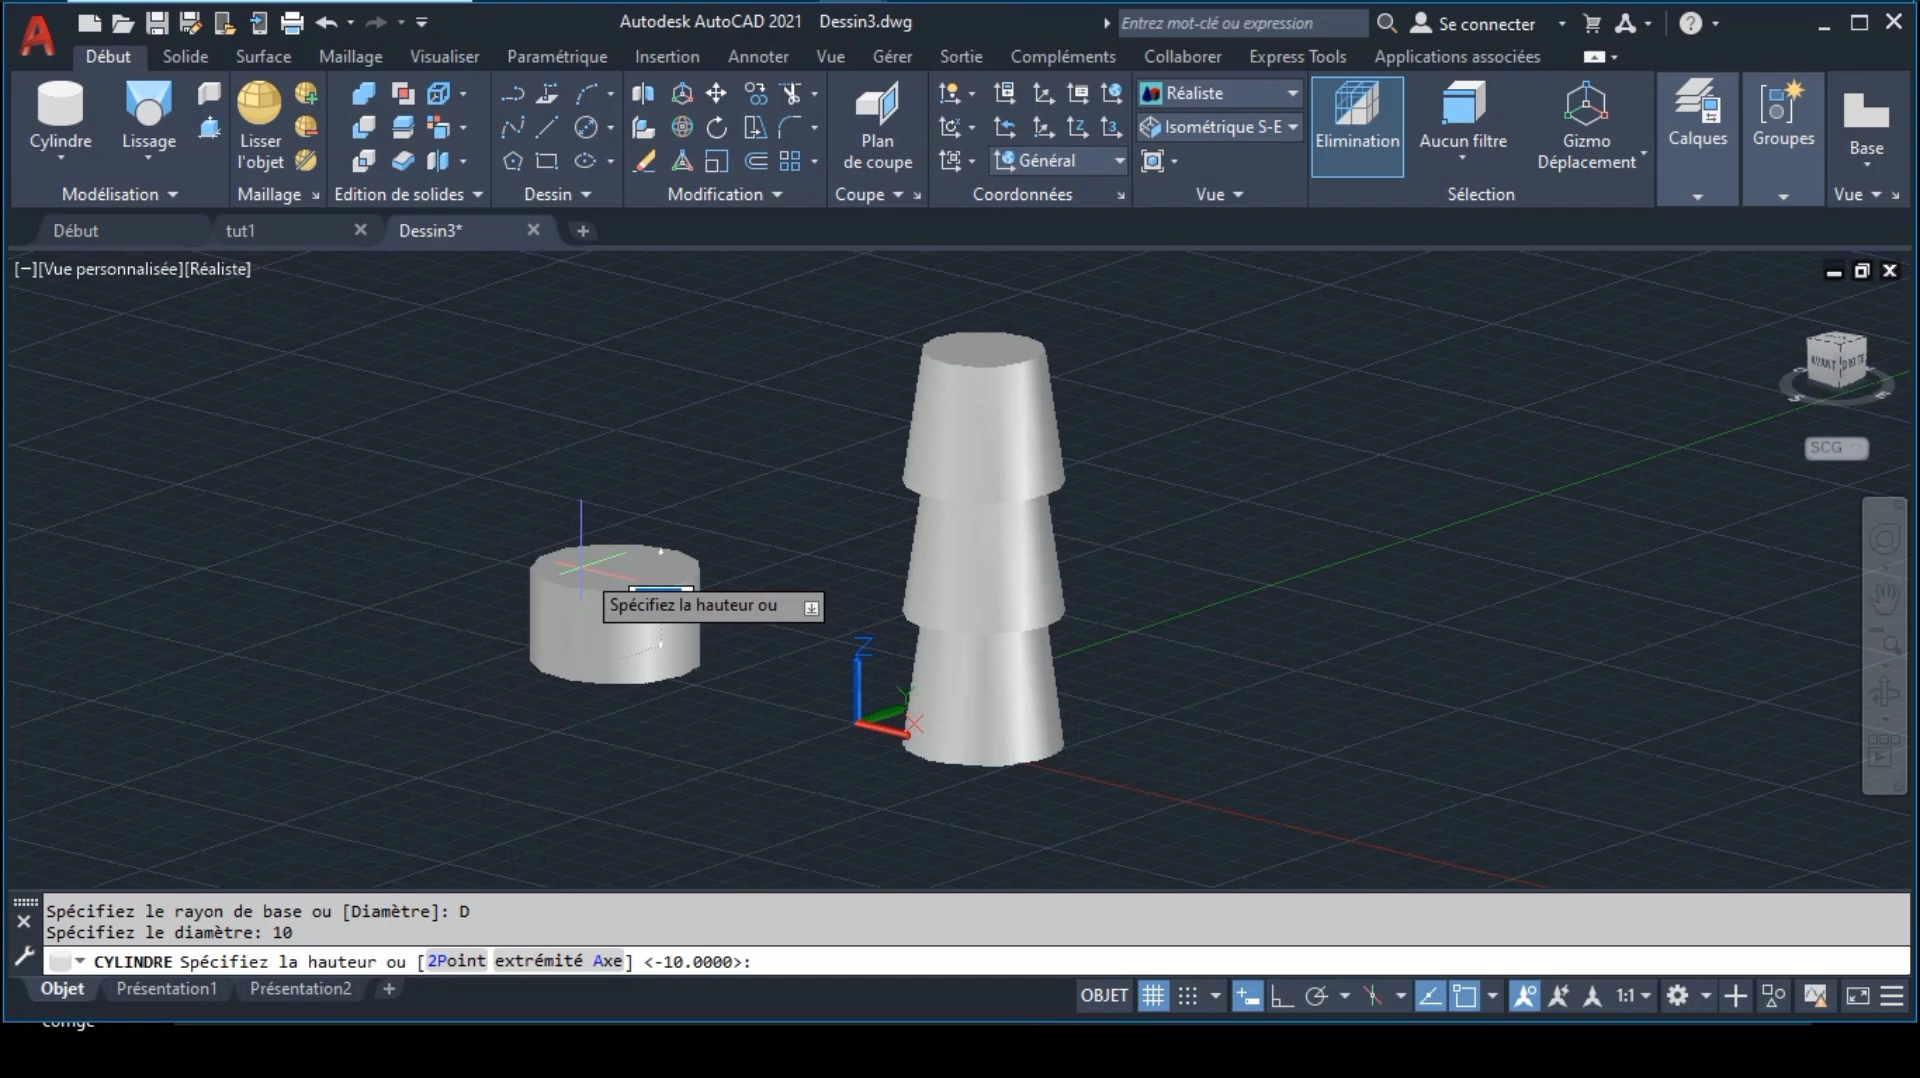 Autodesk AutoCAD 2021 Dessin3.dwg
Entrez mot-clé ou expression
Se connecter
Début Solide Surface Maillage Visualiser Paramétrique Insertion Annoter Vue Gérer Sortie Compléments Collaborer Express Tools Applications associées
Cylindre
Lissage
Lisser
l'objet
Plan
de coupe
Général
Réaliste
Isométrique S-E
Elimination
Aucun filtre
Gizmo
Déplacement
Calques
Groupes
Base
Modélisation Maillage Edition de solides Dessin Modification Coupe Coordonnées Vue Sélection Vue
Début tut1 Dessin3*
[−][Vue personnalisée][Réaliste]
AVANT DROITE
SCG
Z
Y
X
Spécifiez la hauteur ou
Spécifiez le rayon de base ou [Diamètre]: D
Spécifiez le diamètre: 10
CYLINDRE Spécifiez la hauteur ou [2Point extrémité Axe] <-10.0000>:
Objet Présentation1 Présentation2 +
OBJET 1:1